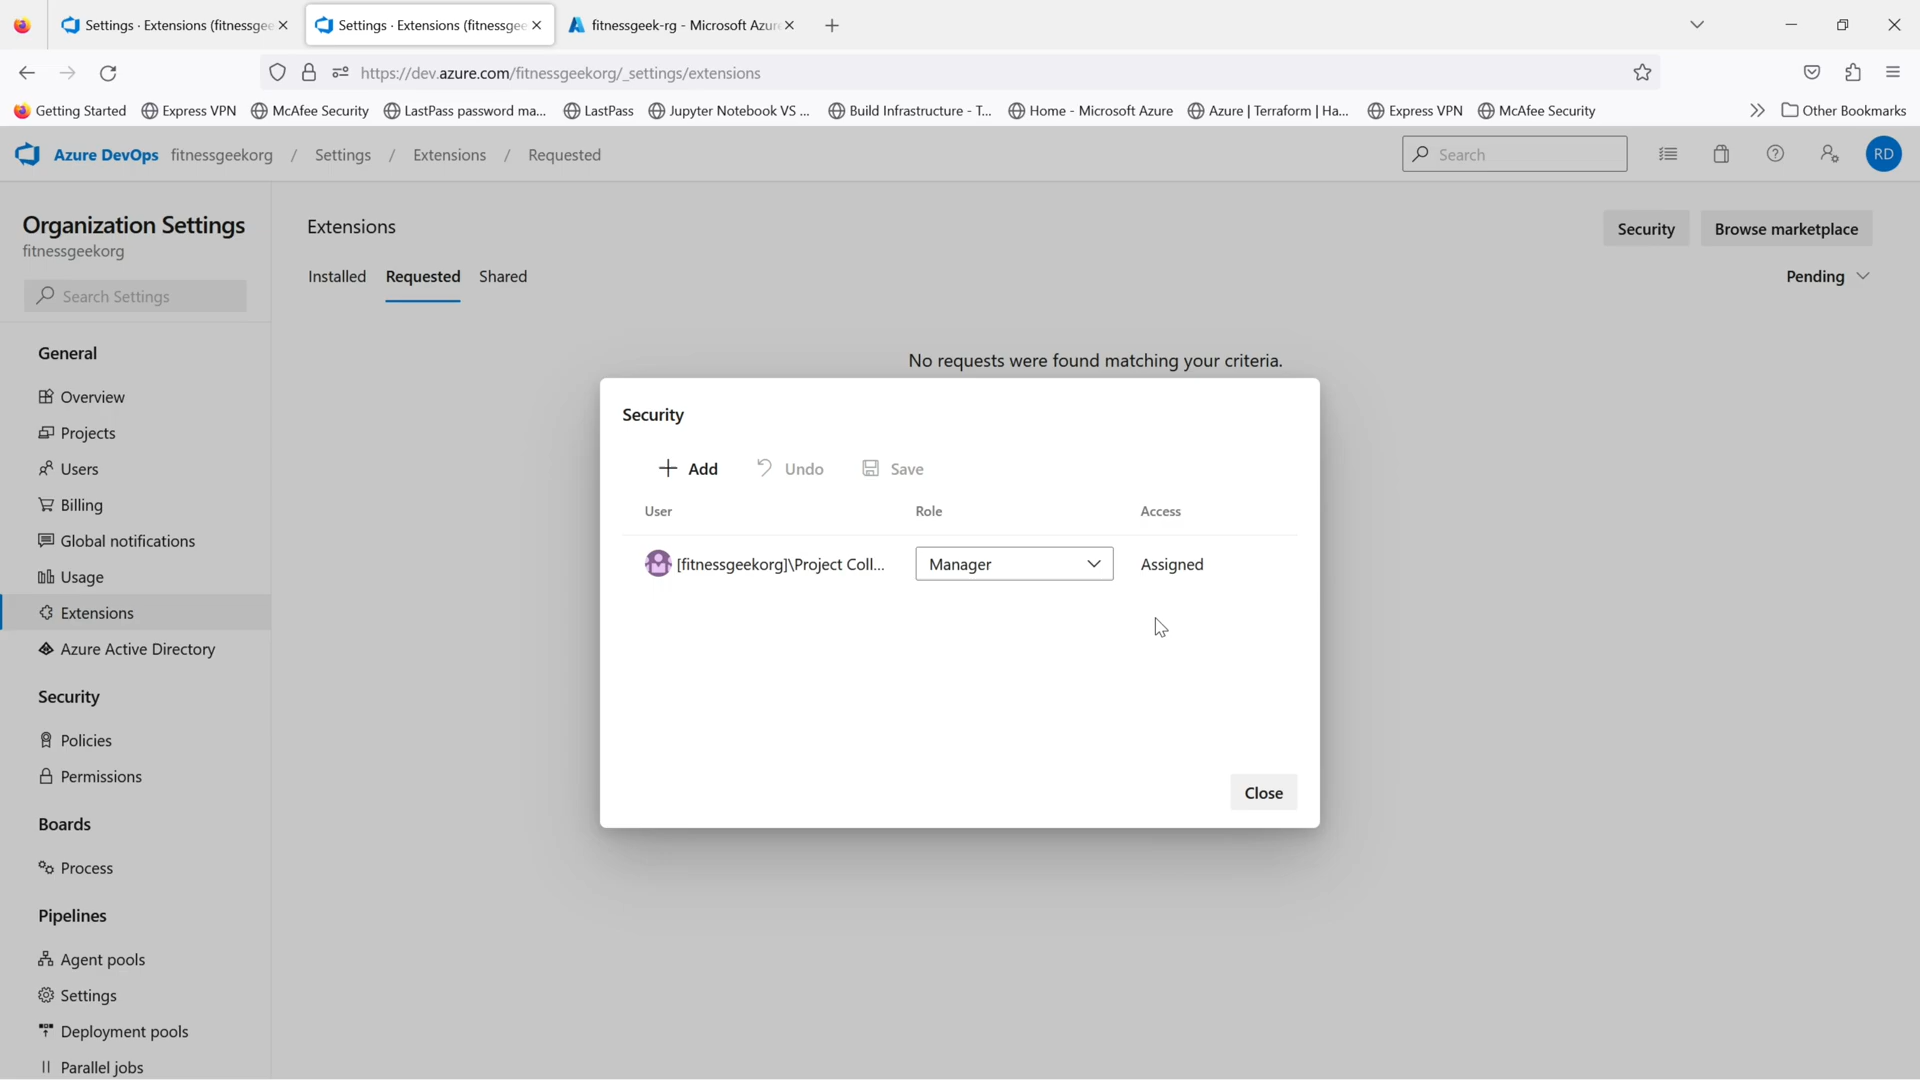 Settings · Extensions (fitnessgee
Settings · Extensions (fitnessgee
fitnessgeek-rg - Microsoft Azur
https://dev.azure.com/fitnessgeekorg/_settings/extensions
Getting Started
Express VPN
McAfee Security
LastPass password ma...
LastPass
Jupyter Notebook VS ...
Build Infrastructure - T...
Home - Microsoft Azure
Azure | Terraform | Ha...
Express VPN
McAfee Security
Other Bookmarks
Azure DevOps fitnessgeekorg / Settings / Extensions / Requested
Search
RD
Organization Settings
fitnessgeekorg
Search Settings
General
Overview
Projects
Users
Billing
Global notifications
Usage
Extensions
Azure Active Directory
Security
Policies
Permissions
Boards
Process
Pipelines
Agent pools
Settings
Deployment pools
Parallel jobs
Extensions
Security
Browse marketplace
Installed Requested Shared
Pending
No requests were found matching your criteria.
Security
Add Undo Save
User Role Access
[fitnessgeekorg]\Project Coll... Manager Assigned
Close